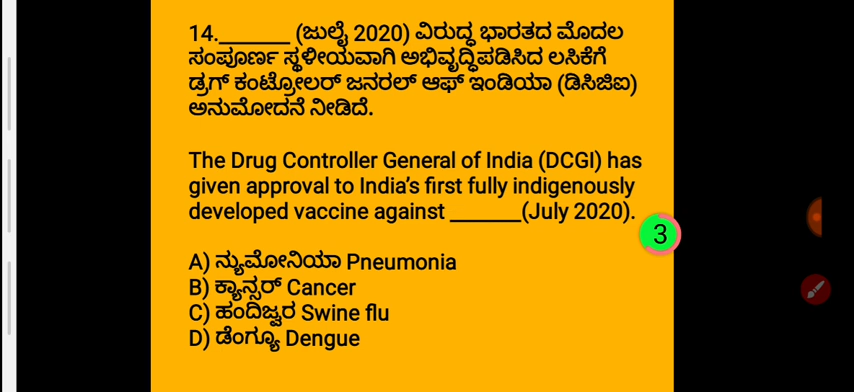 14.______ (ಜುಲೈ 2020) ವಿರುದ್ಧ ಭಾರತದ ಮೊದಲ
ಸಂಪೂರ್ಣ ಸ್ಥಳೀಯವಾಗಿ ಅಭಿವೃದ್ಧಿಪಡಿಸಿದ ಲಸಿಕೆಗೆ
ಡ್ರಗ್ ಕಂಟ್ರೋಲರ್ ಜನರಲ್ ಆಫ್ ಇಂಡಿಯಾ (ಡಿಸಿಜಿಐ)
ಅನುಮೋದನೆ ನೀಡಿದೆ.
The Drug Controller General of India (DCGI) has
given approval to India’s first fully indigenously
developed vaccine against ______(July 2020).
3
A) ನ್ಯುಮೋನಿಯಾ Pneumonia
B) ಕ್ಯಾನ್ಸರ್ Cancer
C) ಹಂದಿಜ್ವರ Swine flu
D) ಡೆಂಗ್ಯೂ Dengue